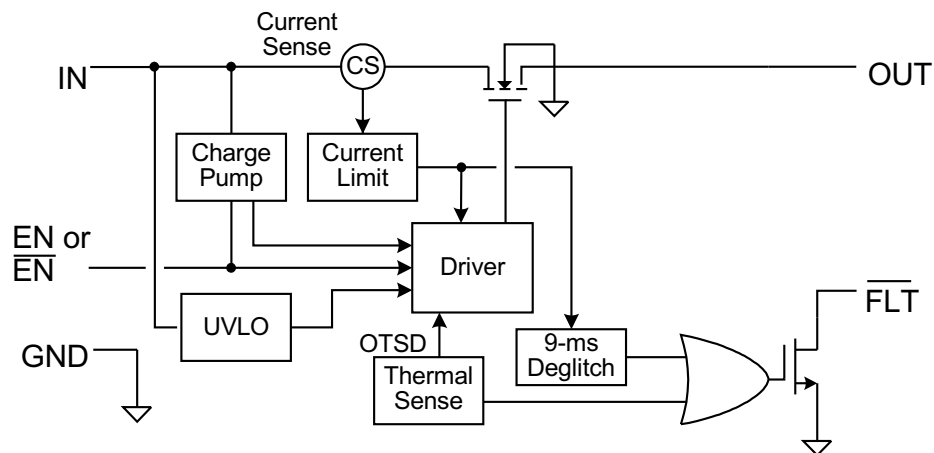 Current
Sense
IN
CS
OUT
Charge
Pump
Current
Limit
EN or
EN
Driver
UVLO
FLT
GND
OTSD
Thermal
Sense
9-ms
Deglitch